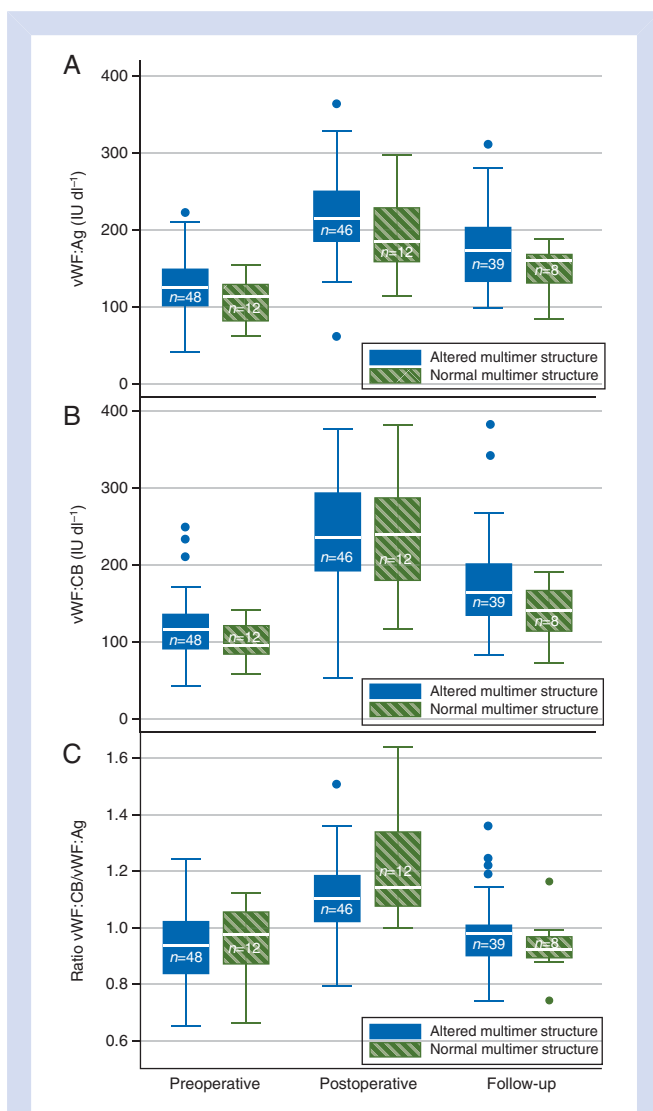 A
vWF:Ag (IU dl⁻¹)
400
300
200
100
0
n=48
n=12
n=46
n=12
n=39
n=8
Altered multimer structure
Normal multimer structure
B
vWF:CB (IU dl⁻¹)
400
300
200
100
0
n=48
n=12
n=46
n=12
n=39
n=8
Altered multimer structure
Normal multimer structure
C
Ratio vWF:CB/vWF:Ag
1.6
1.4
1.2
1.0
0.8
0.6
n=48
n=12
n=46
n=12
n=39
n=8
Altered multimer structure
Normal multimer structure
Preoperative Postoperative Follow-up